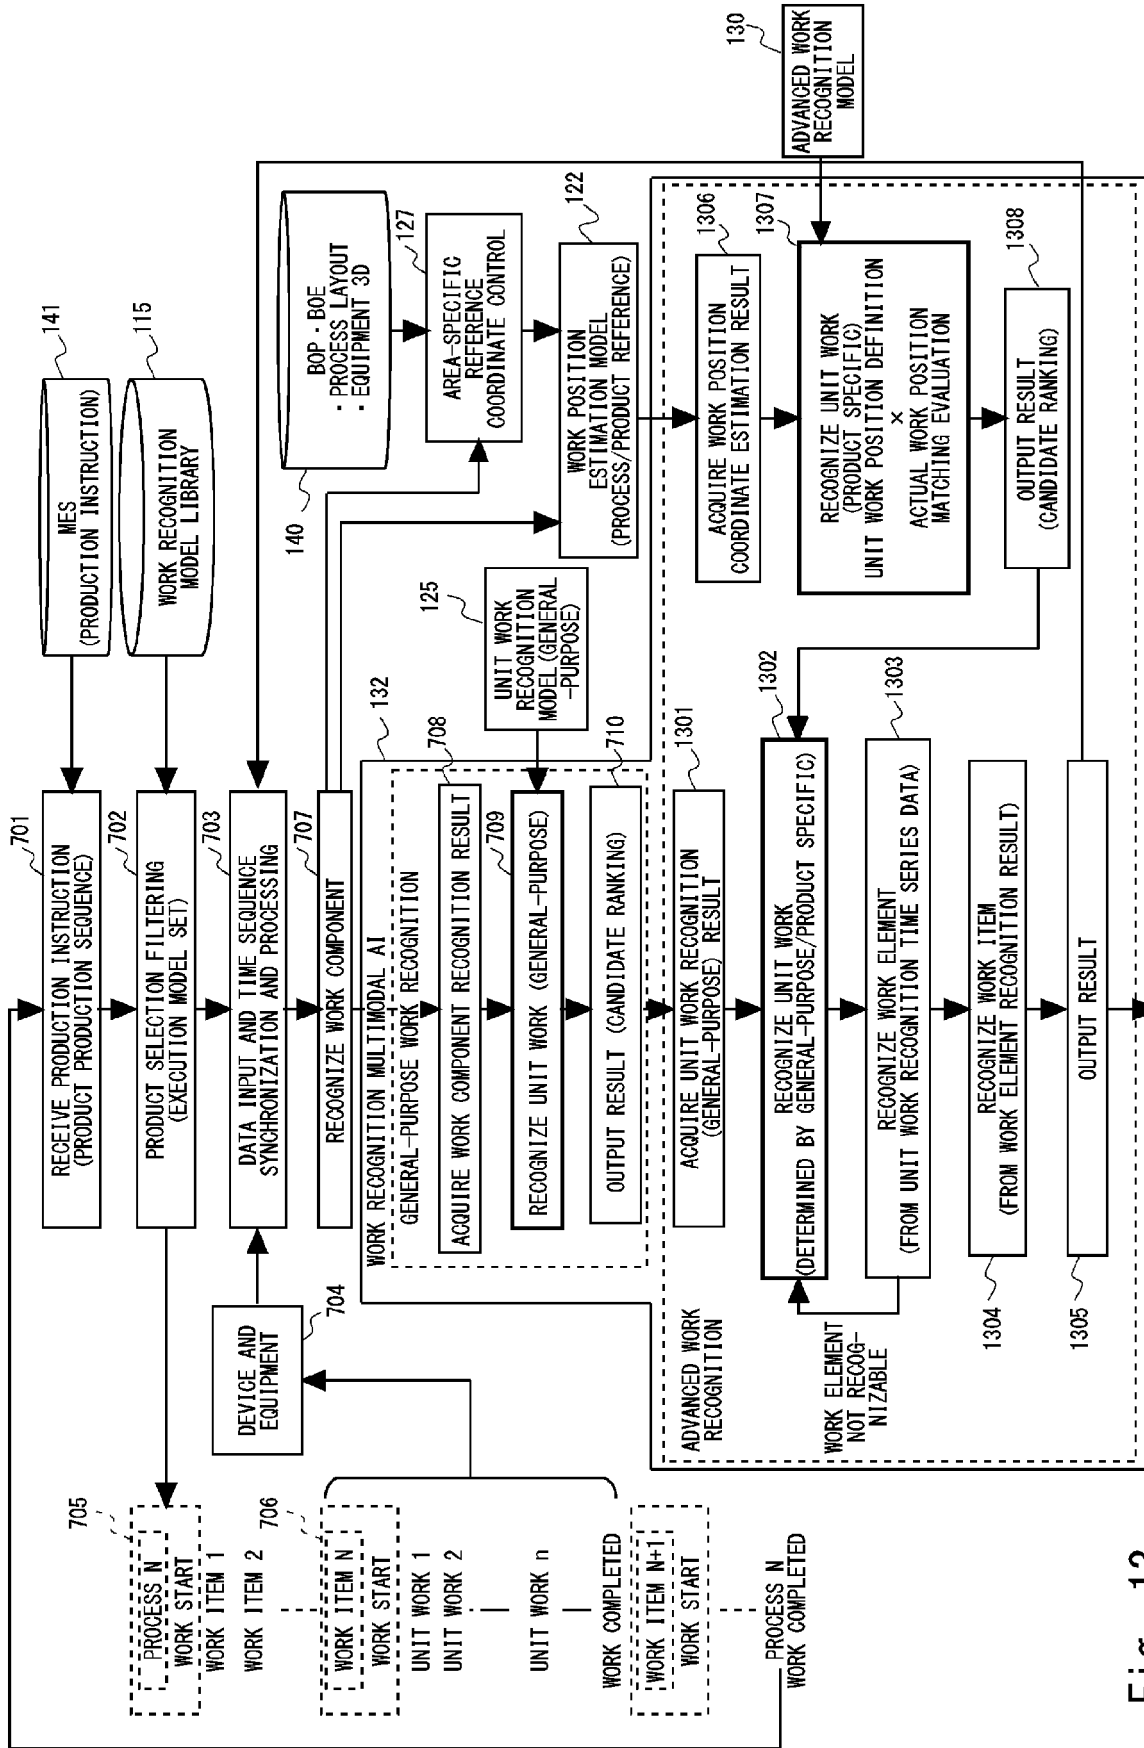 141
MES
(PRODUCTION INSTRUCTION)
115
WORK RECOGNITION
MODEL LIBRARY
701
RECEIVE PRODUCTION INSTRUCTION
(PRODUCT PRODUCTION SEQUENCE)
702
PRODUCT SELECTION FILTERING
(EXECUTION MODEL SET)
703
DATA INPUT AND TIME SEQUENCE
SYNCHRONIZATION AND PROCESSING
707
RECOGNIZE WORK COMPONENT
704
DEVICE AND
EQUIPMENT
705
PROCESS N
WORK START
WORK ITEM 1
WORK ITEM 2
706
WORK ITEM N
WORK START
UNIT WORK 1
UNIT WORK 2
UNIT WORK n
WORK COMPLETED
WORK ITEM N+1
WORK START
PROCESS N
WORK COMPLETED
140
BOP・BOE
・PROCESS LAYOUT
・EQUIPMENT 3D
127
AREA-SPECIFIC
REFERENCE
COORDINATE CONTROL
122
WORK POSITION
ESTIMATION MODEL
(PROCESS/PRODUCT REFERENCE)
125
UNIT WORK
RECOGNITION
MODEL(GENERAL
-PURPOSE)
132
WORK RECOGNITION MULTIMODAL AI
GENERAL-PURPOSE WORK RECOGNITION
708
ACQUIRE WORK COMPONENT RECOGNITION RESULT
709
RECOGNIZE UNIT WORK (GENERAL-PURPOSE)
710
OUTPUT RESULT (CANDIDATE RANKING)
130
ADVANCED WORK
RECOGNITION
MODEL
ADVANCED WORK
RECOGNITION
1301
ACQUIRE UNIT WORK RECOGNITION
(GENERAL-PURPOSE) RESULT
1302
RECOGNIZE UNIT WORK
(DETERMINED BY GENERAL-PURPOSE/PRODUCT SPECIFIC)
1303
RECOGNIZE WORK ELEMENT
(FROM UNIT WORK RECOGNITION TIME SERIES DATA)
WORK ELEMENT
NOT RECOG-
NIZABLE
1304
RECOGNIZE WORK ITEM
(FROM WORK ELEMENT RECOGNITION RESULT)
1305
OUTPUT RESULT
1306
ACQUIRE WORK POSITION
COORDINATE ESTIMATION RESULT
1307
RECOGNIZE UNIT WORK
(PRODUCT SPECIFIC)
UNIT WORK POSITION DEFINITION
×
ACTUAL WORK POSITION
MATCHING EVALUATION
1308
OUTPUT RESULT
(CANDIDATE RANKING)